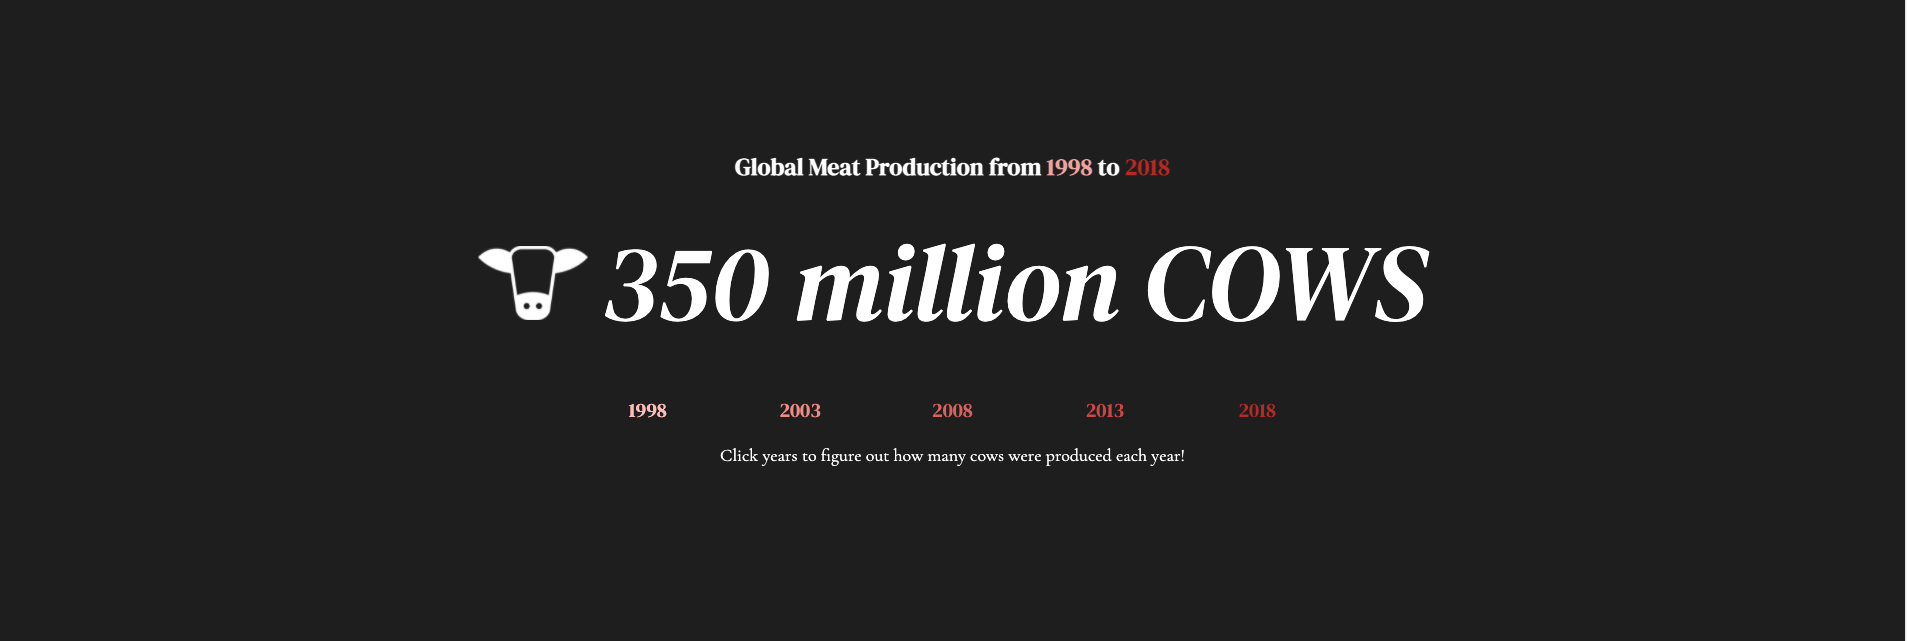 Global Meat Production from 1998 to 2018
350 million COWS
1998 2003 2008 2013 2018
Click years to figure out how many cows were produced each year!